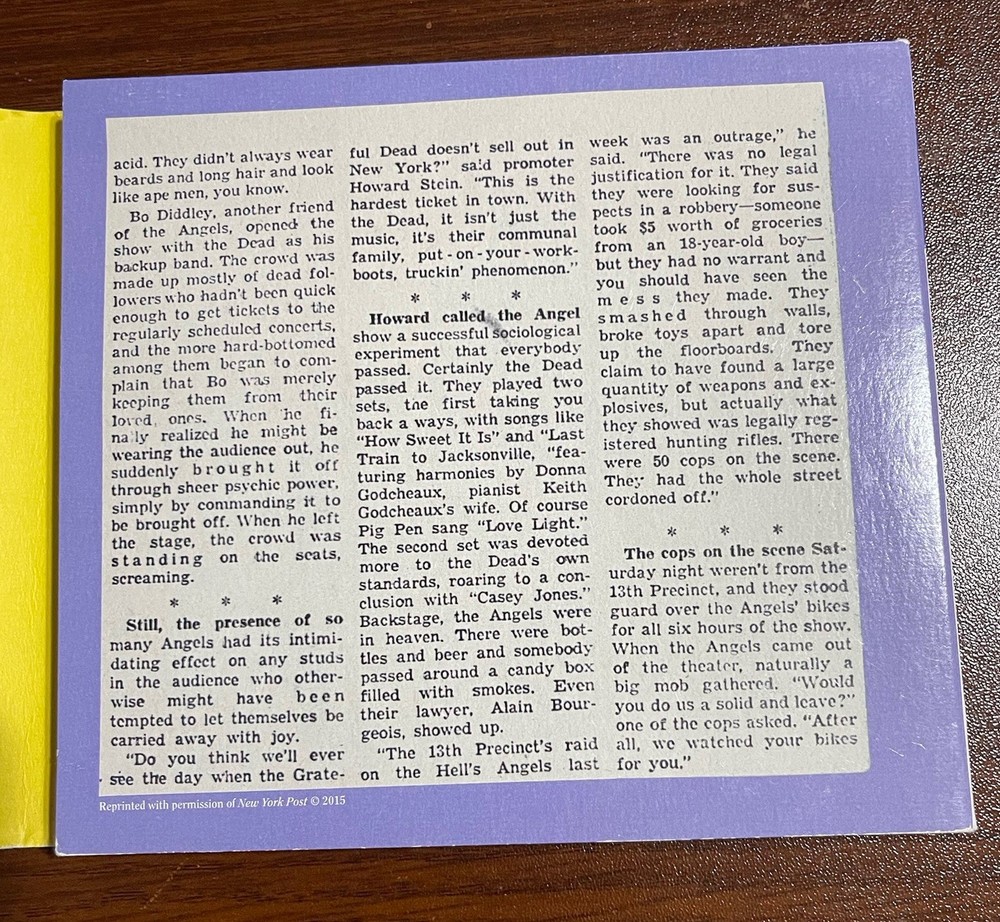 acid. They didn't always wear
beards and long hair and look
like ape men, you know.
Bo Diddley, another friend
of the Angels, opened the
show with the Dead as his
backup band. The crowd was
made up mostly of dead fol-
lowers who hadn't been quick
enough to get tickets to the
regularly scheduled concerts,
and the more hard-bottomed
among them began to com-
plain that Bo was merely
keeping them from their
loved ones. When he fi-
nally realized he might be
wearing the audience out, he
suddenly brought it off
through sheer psychic power,
simply by commanding it to
be brought off. When he left
the stage, the crowd was
standing on the seats,
screaming.
* * *
Still, the presence of so
many Angels had its intimi-
dating effect on any studs
in the audience who other-
wise might have been
tempted to let themselves be
carried away with joy.
"Do you think we'll ever
see the day when the Grate-
ful Dead doesn't sell out in
New York?" said promoter
Howard Stein. "This is the
hardest ticket in town. With
the Dead, it isn't just the
music, it's their communal
family, put-on-your-work-
boots, truckin' phenomenon."
* * *
Howard called the Angel
show a successful sociological
experiment that everybody
passed. Certainly the Dead
passed it. They played two
sets, the first taking you
back a ways, with songs like
"How Sweet It Is" and "Last
Train to Jacksonville, "fea-
turing harmonics by Donna
Godcheaux, pianist Keith
Godcheaux's wife. Of course
Pig Pen sang "Love Light."
The second set was devoted
more to the Dead's own
standards, roaring to a con-
clusion with "Casey Jones."
Backstage, the Angels were
in heaven. There were bot-
tles and beer and somebody
passed around a candy box
filled with smokes. Even
their lawyer, Alain Bour-
geois, showed up.
"The 13th Precinct's raid
on the Hell's Angels last
week was an outrage," he
said. "There was no legal
justification for it. They said
they were looking for sus-
pects in a robbery—someone
took $5 worth of groceries
from an 18-year-old boy—
but they had no warrant and
you should have seen the
mess they made. They
smashed through walls,
broke toys apart and tore
up the floorboards. They
claim to have found a large
quantity of weapons and ex-
plosives, but actually what
they showed was legally reg-
istered hunting rifles. There
were 50 cops on the scene.
They had the whole street
cordoned off."
* * *
The cops on the scene Sat-
urday night weren't from the
13th Precinct, and they stood
guard over the Angels' bikes
for all six hours of the show.
When the Angels came out
of the theater, naturally a
big mob gathered. "Would
you do us a solid and leave?"
one of the cops asked. "After
all, we watched your bikes
for you."
Reprinted with permission of New York Post © 2015